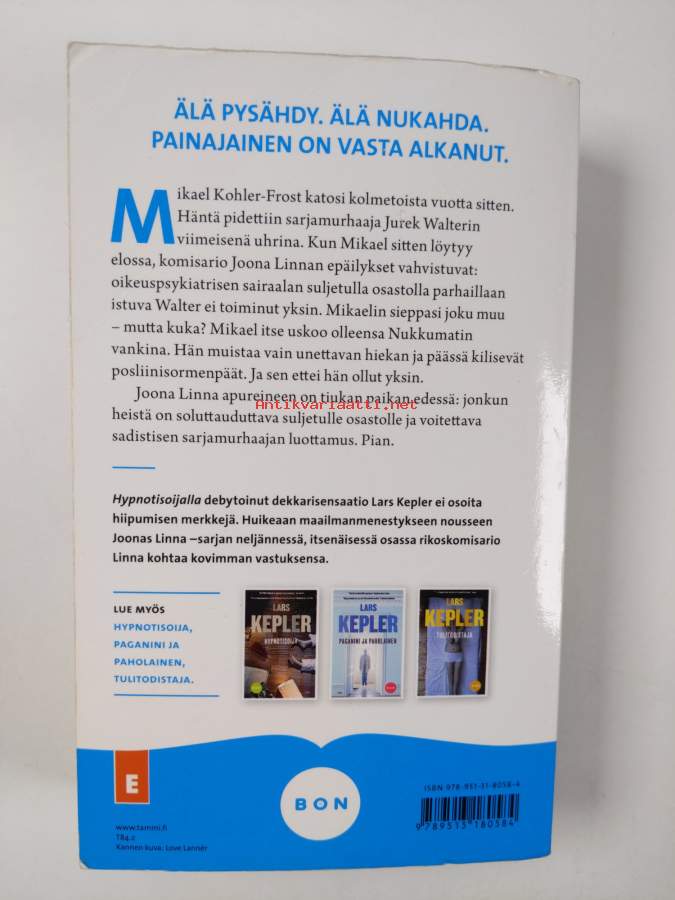 ÄLÄ PYSÄHDY. ÄLÄ NUKAHDA.
PAINAJAINEN ON VASTA ALKANUT.
Mikael Kohler-Frost katosi kolmetoista vuotta sitten.
Häntä pidettiin sarjamurhaaja Jurek Walterin
viimeisenä uhrina. Kun Mikael sitten löytyy
elossa, komisario Joona Linnan epäilykset vahvistuvat:
oikeuspsykiatrisen sairaalan suljetulla osastolla parhaillaan
istuva Walter ei toiminut yksin. Mikaelin sieppasi joku muu
– mutta kuka? Mikael itse uskoo olleensa Nukkumatin
vankina. Hän muistaa vain unettavan hiekan ja päässä kilisevät
posliinisormenpäät. Ja sen ettei hän ollut yksin.
Joona Linna apureineen on tiukan paikan edessä: jonkun
Antikvariaatti.net
heistä on soluttauduttava suljetulle osastolle ja voitettava
sadistisen sarjamurhaajan luottamus. Pian.
Hypnotisoijalla debytoinut dekkarisensaatio Lars Kepler ei osoita
hiipumisen merkkejä. Huikeaan maailmanmenestykseen nousseen
Joonas Linna –sarjan neljännessä, itsenäisessä osassa rikoskomisario
Linna kohtaa kovimman vastuksensa.
LUE MYÖS
HYPNOTISOIJA,
PAGANINI JA
PAHOLAINEN,
TULITODISTAJA.
LARS
KEPLER
HYPNOTISOIJA
LARS
KEPLER
PAGANINI JA PAHOLAINEN
LARS
KEPLER
TULITODISTAJA
E
BON
ISBN 978-951-31-8058-4
9 789513 180584
www.tammi.fi
T84.2
Kannen kuva: Love Lannér